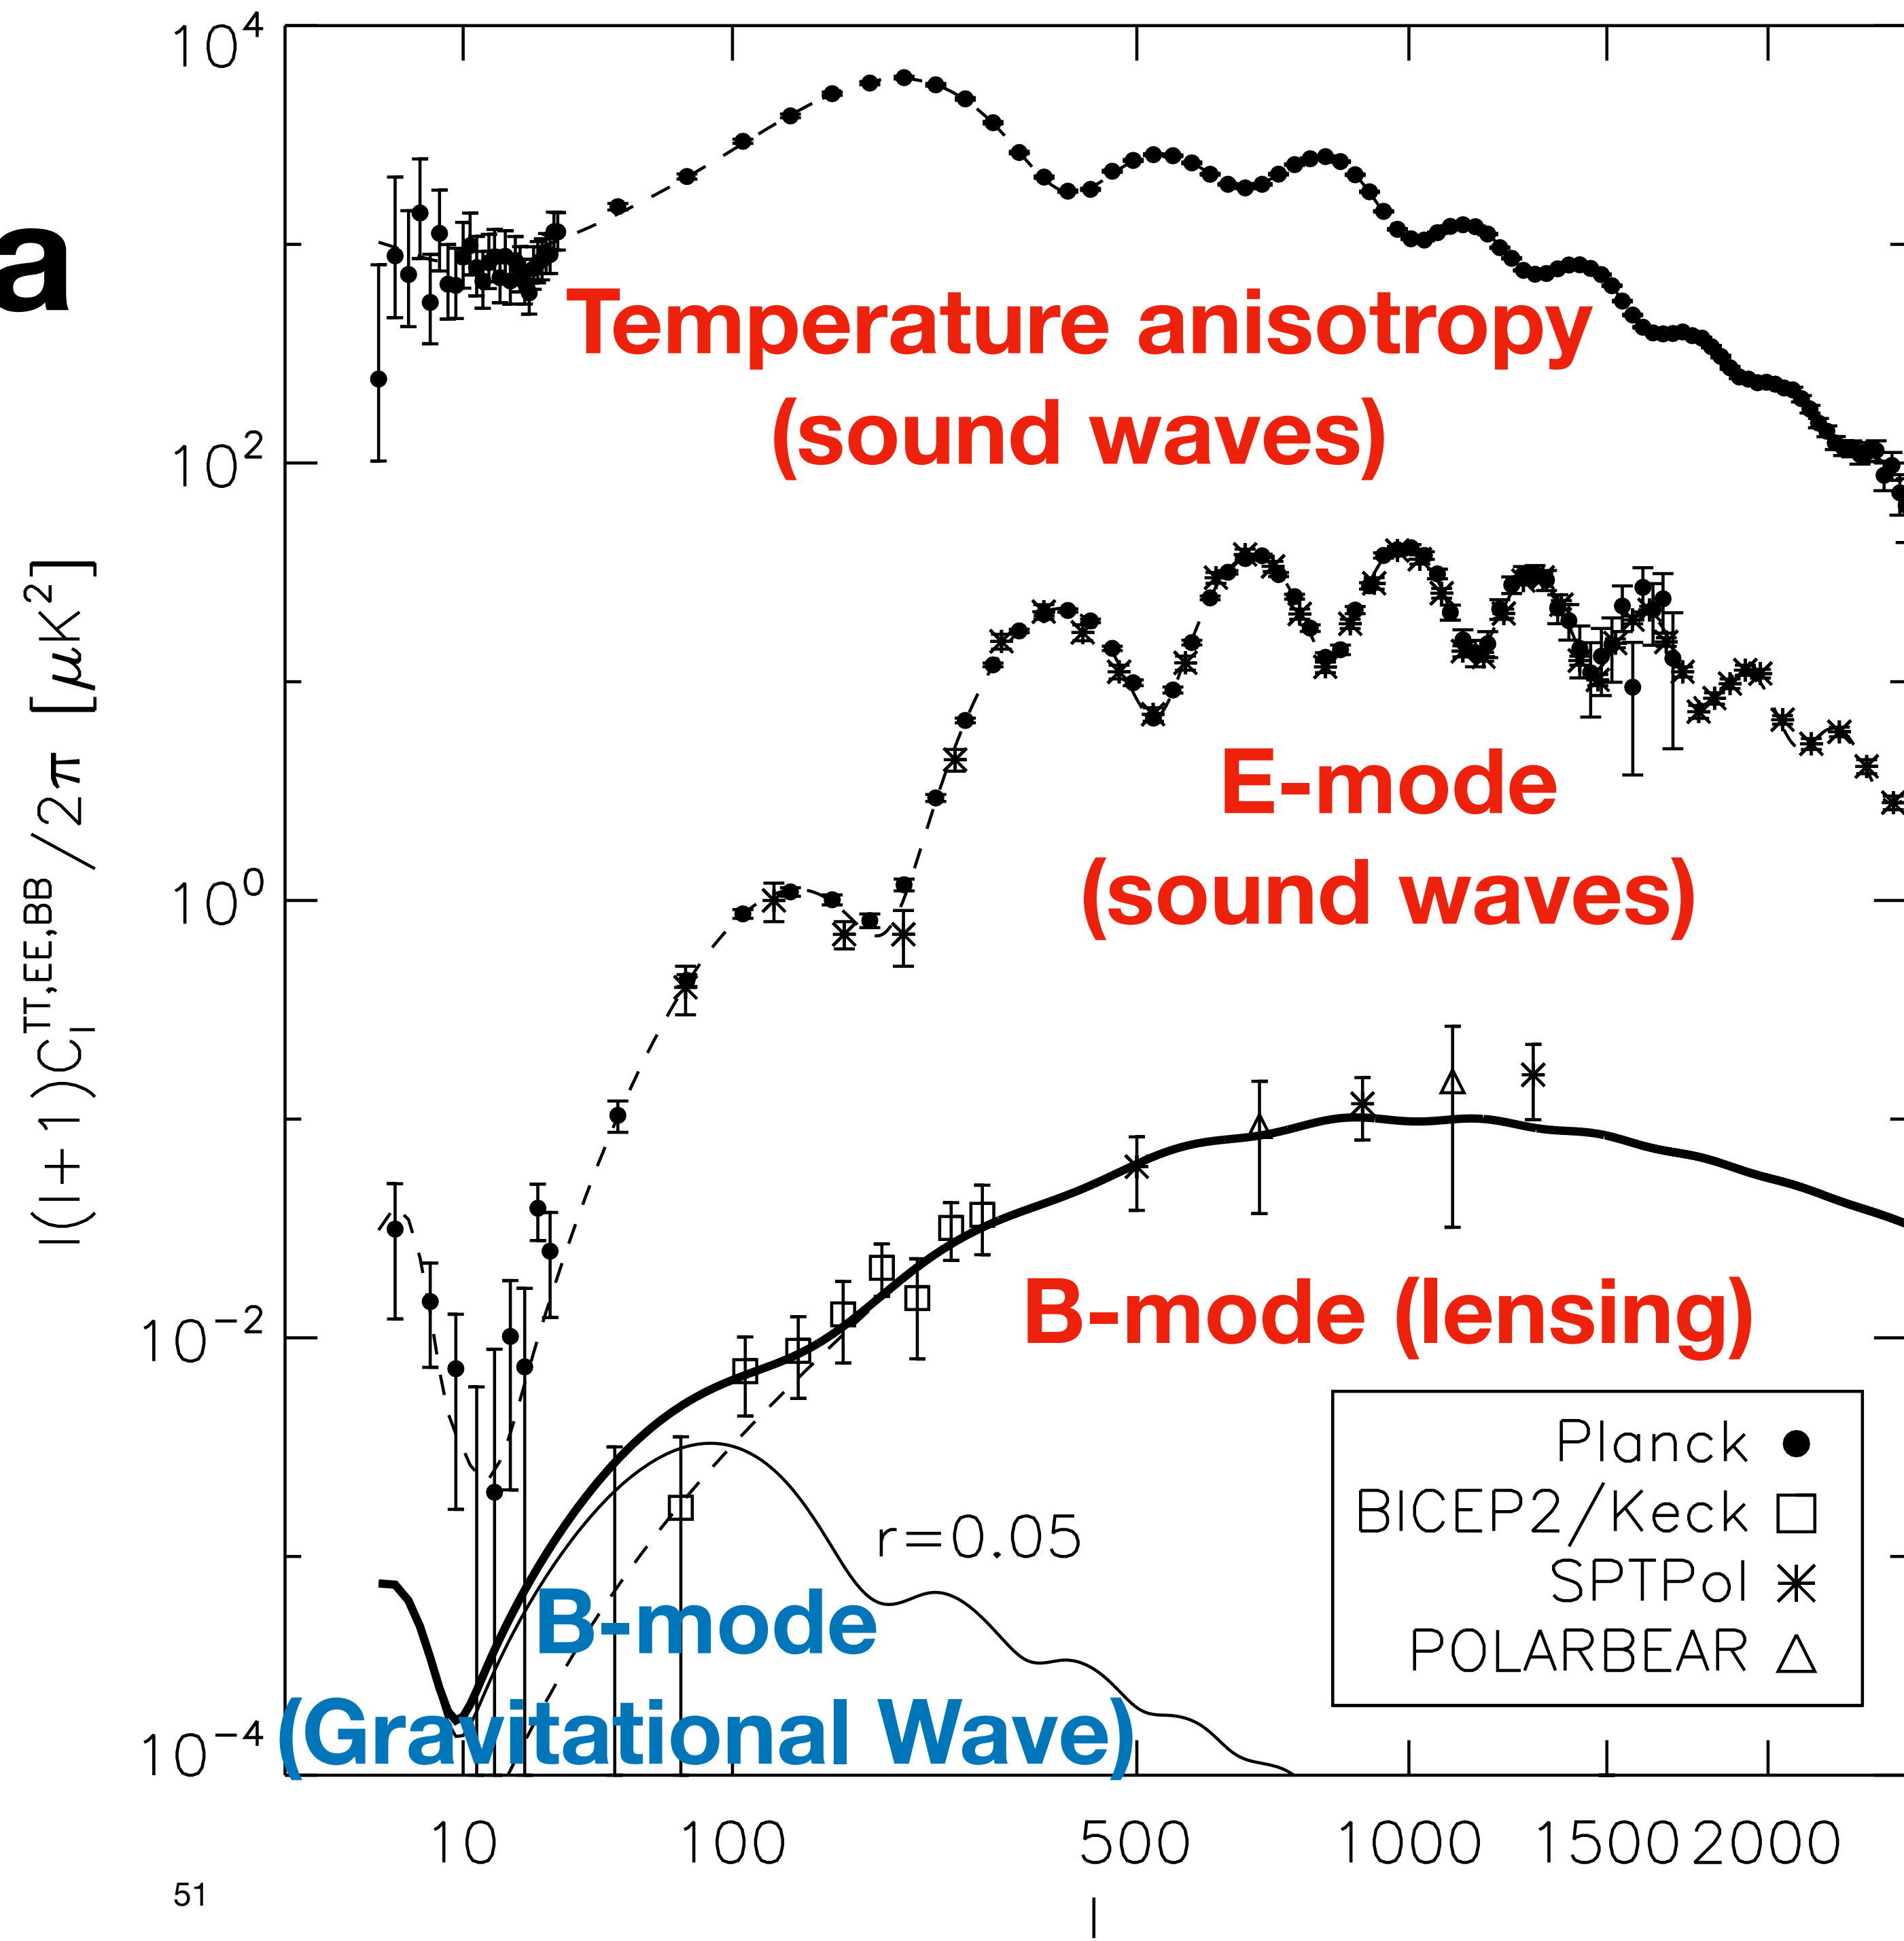 a
10^4
10^2
10^0
10^-2
10^-4
l(l+1)C_l^TT,EE,BB/2π [μK^2]
Temperature anisotropy
(sound waves)
E-mode
(sound waves)
B-mode (lensing)
Planck
BICEP2/Keck
SPTPol
POLARBEAR
r=0.05
B-mode
(Gravitational Wave)
10 100 500 1000 1500 2000
l
51